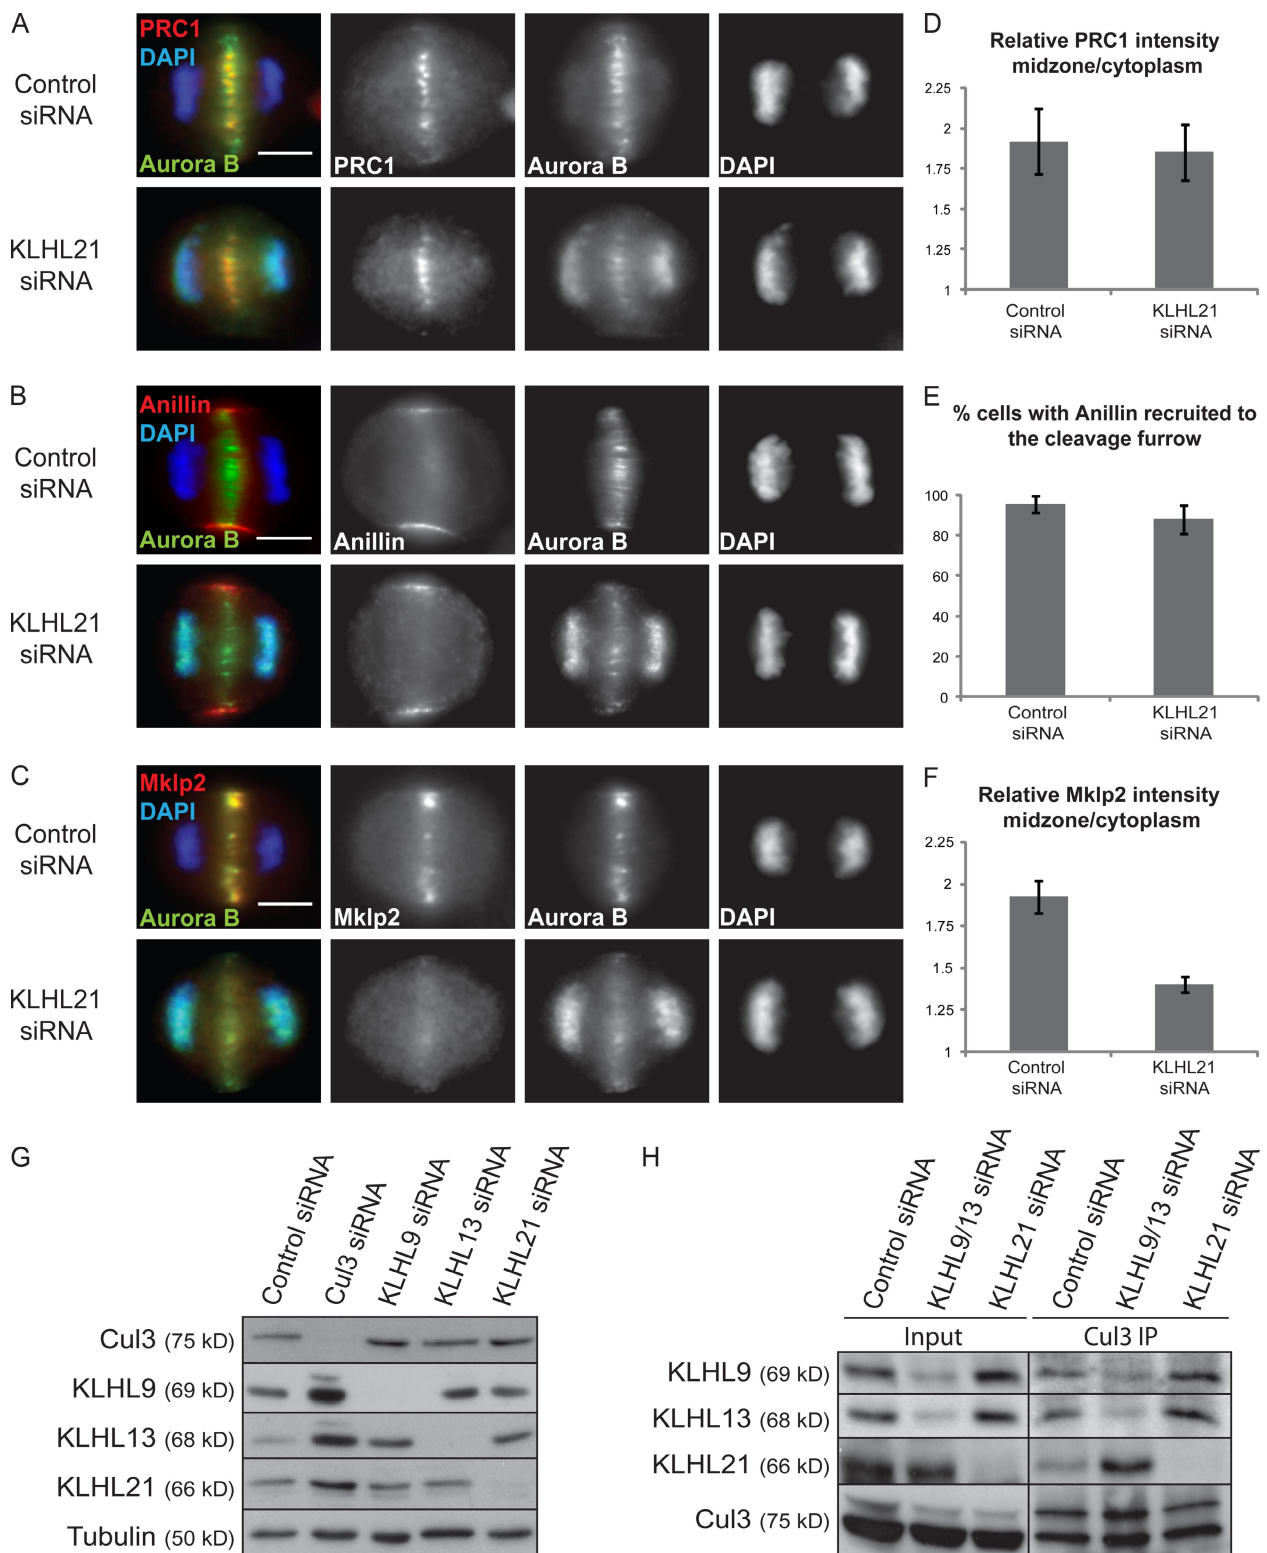 A
Control
siRNA
PRC1
DAPI
Aurora B
PRC1
Aurora B
DAPI
KLHL21
siRNA
D
Relative PRC1 intensity
midzone/cytoplasm
2.25
2
1.75
1.5
1.25
1
Control
siRNA
KLHL21
siRNA
B
Control
siRNA
Anillin
DAPI
Aurora B
Anillin
Aurora B
DAPI
KLHL21
siRNA
E
% cells with Anillin recruited to
the cleavage furrow
100
80
60
40
20
0
Control
siRNA
KLHL21
siRNA
C
Control
siRNA
Mklp2
DAPI
Aurora B
Mklp2
Aurora B
DAPI
KLHL21
siRNA
F
Relative Mklp2 intensity
midzone/cytoplasm
2.25
2
1.75
1.5
1.25
1
Control
siRNA
KLHL21
siRNA
G
Control siRNA
Cul3 siRNA
KLHL9 siRNA
KLHL13 siRNA
KLHL21 siRNA
Cul3 (75 kD)
KLHL9 (69 kD)
KLHL13 (68 kD)
KLHL21 (66 kD)
Tubulin (50 kD)
H
Control siRNA
KLHL9/13 siRNA
KLHL21 siRNA
Control siRNA
KLHL9/13 siRNA
KLHL21 siRNA
Input
Cul3 IP
KLHL9 (69 kD)
KLHL13 (68 kD)
KLHL21 (66 kD)
Cul3 (75 kD)